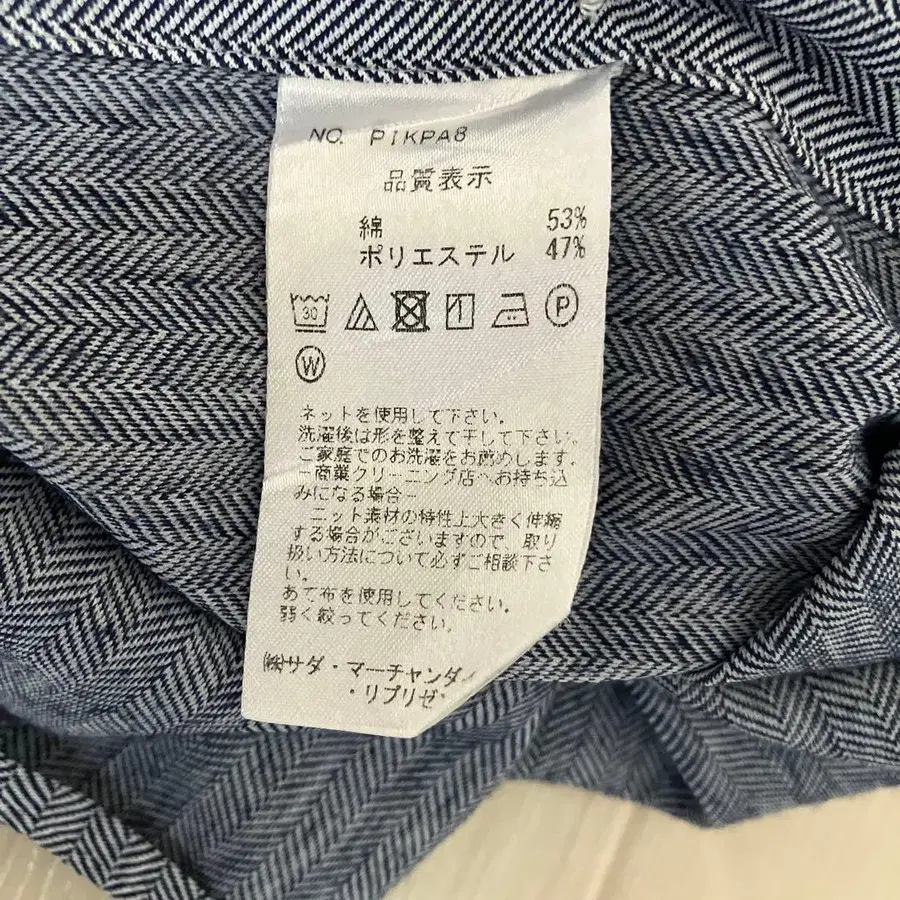 NO. PIKPA8
品質表示
綿 53%
ポリエステル 47%
30 P
W
ネットを使用して下さい。
洗濯後は形を整えて干して下さい。
ご家庭でのお洗濯をお薦めします。
－商業クリーニング店へお持ち込
みになる場合－
ニット素材の特性上大きく伸縮
する場合がございますので 取り
扱い方法について必ずご相談下さ
い。
あて布を使用してください。
弱く絞ってください。
㈱サダ・マーチャンダ
・リプリゼ